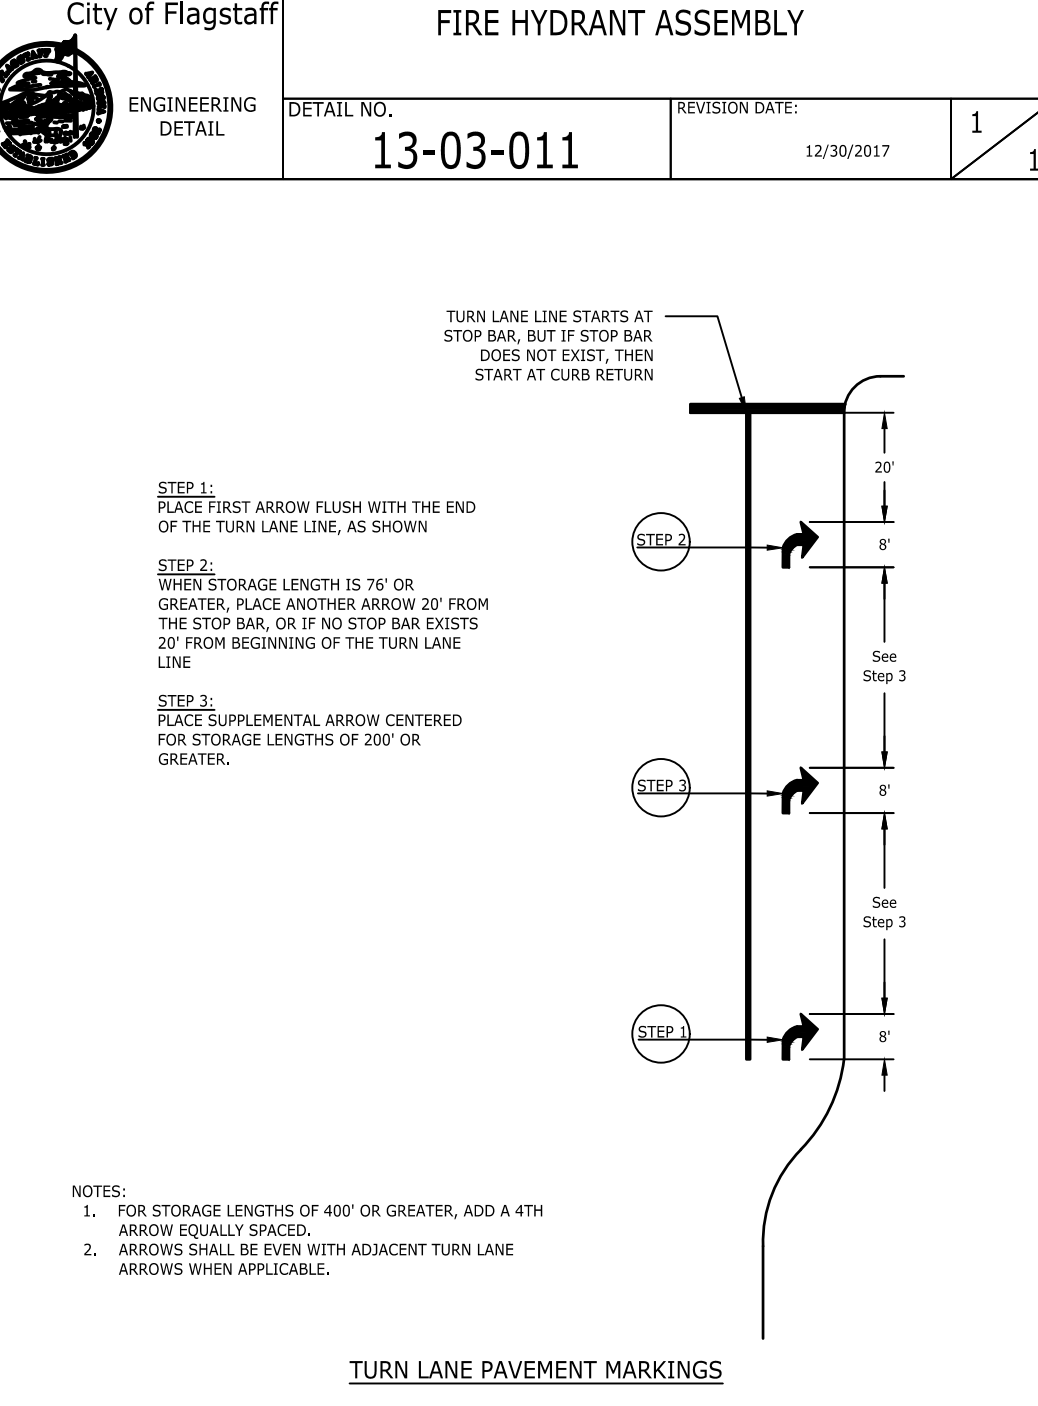 City of Flagstaff
FIRE HYDRANT ASSEMBLY
ENGINEERING
DETAIL
DETAIL NO.
13-03-011
REVISION DATE:
12/30/2017
1
1
TURN LANE LINE STARTS AT
STOP BAR, BUT IF STOP BAR
DOES NOT EXIST, THEN
START AT CURB RETURN
STEP 1:
PLACE FIRST ARROW FLUSH WITH THE END
OF THE TURN LANE LINE, AS SHOWN
STEP 2:
WHEN STORAGE LENGTH IS 76' OR
GREATER, PLACE ANOTHER ARROW 20' FROM
THE STOP BAR, OR IF NO STOP BAR EXISTS
20' FROM BEGINNING OF THE TURN LANE
LINE
STEP 3:
PLACE SUPPLEMENTAL ARROW CENTERED
FOR STORAGE LENGTHS OF 200' OR
GREATER.
20'
STEP 2
8'
See
Step 3
STEP 3
8'
See
Step 3
STEP 1
8'
NOTES:
1. FOR STORAGE LENGTHS OF 400' OR GREATER, ADD A 4TH
ARROW EQUALLY SPACED.
2. ARROWS SHALL BE EVEN WITH ADJACENT TURN LANE
ARROWS WHEN APPLICABLE.
TURN LANE PAVEMENT MARKINGS